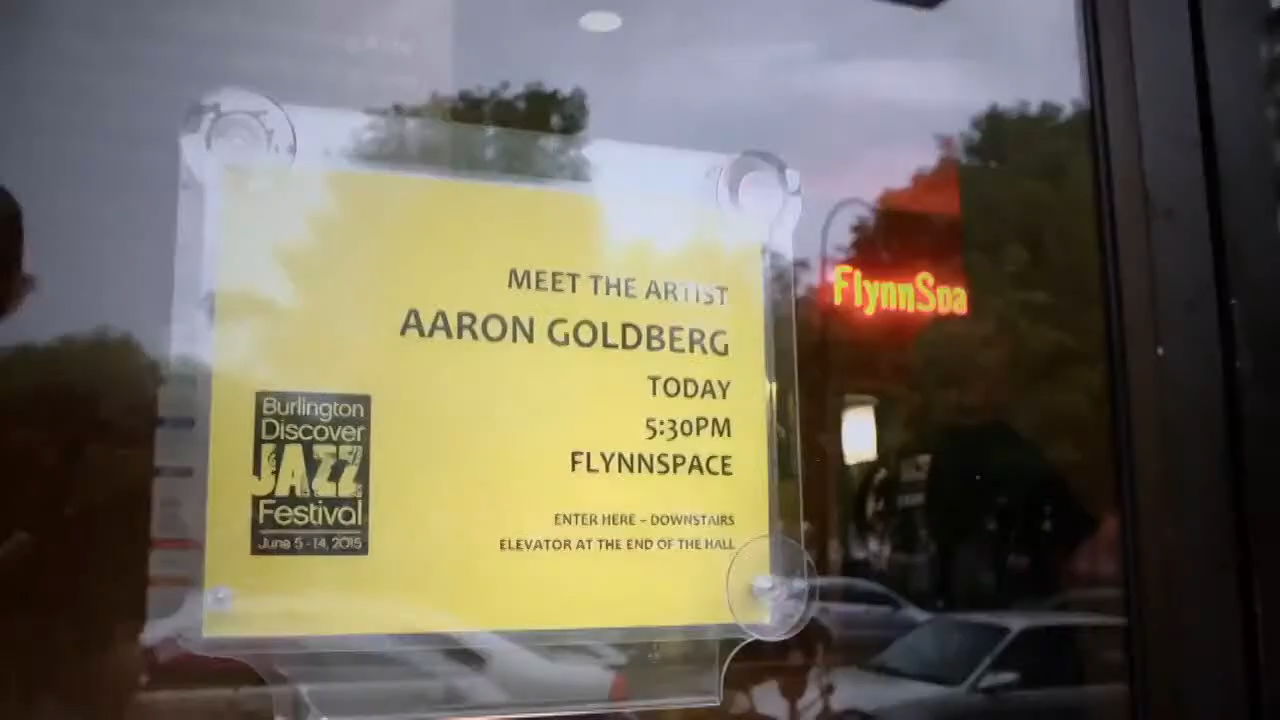 MEET THE ARTIST
AARON GOLDBERG
TODAY
5:30PM
FLYNNSPACE
ENTER HERE – DOWNSTAIRS
ELEVATOR AT THE END OF THE HALL
Burlington
Discover
JAZZ
Festival
June 5 - 14, 2015
FlynnSpa